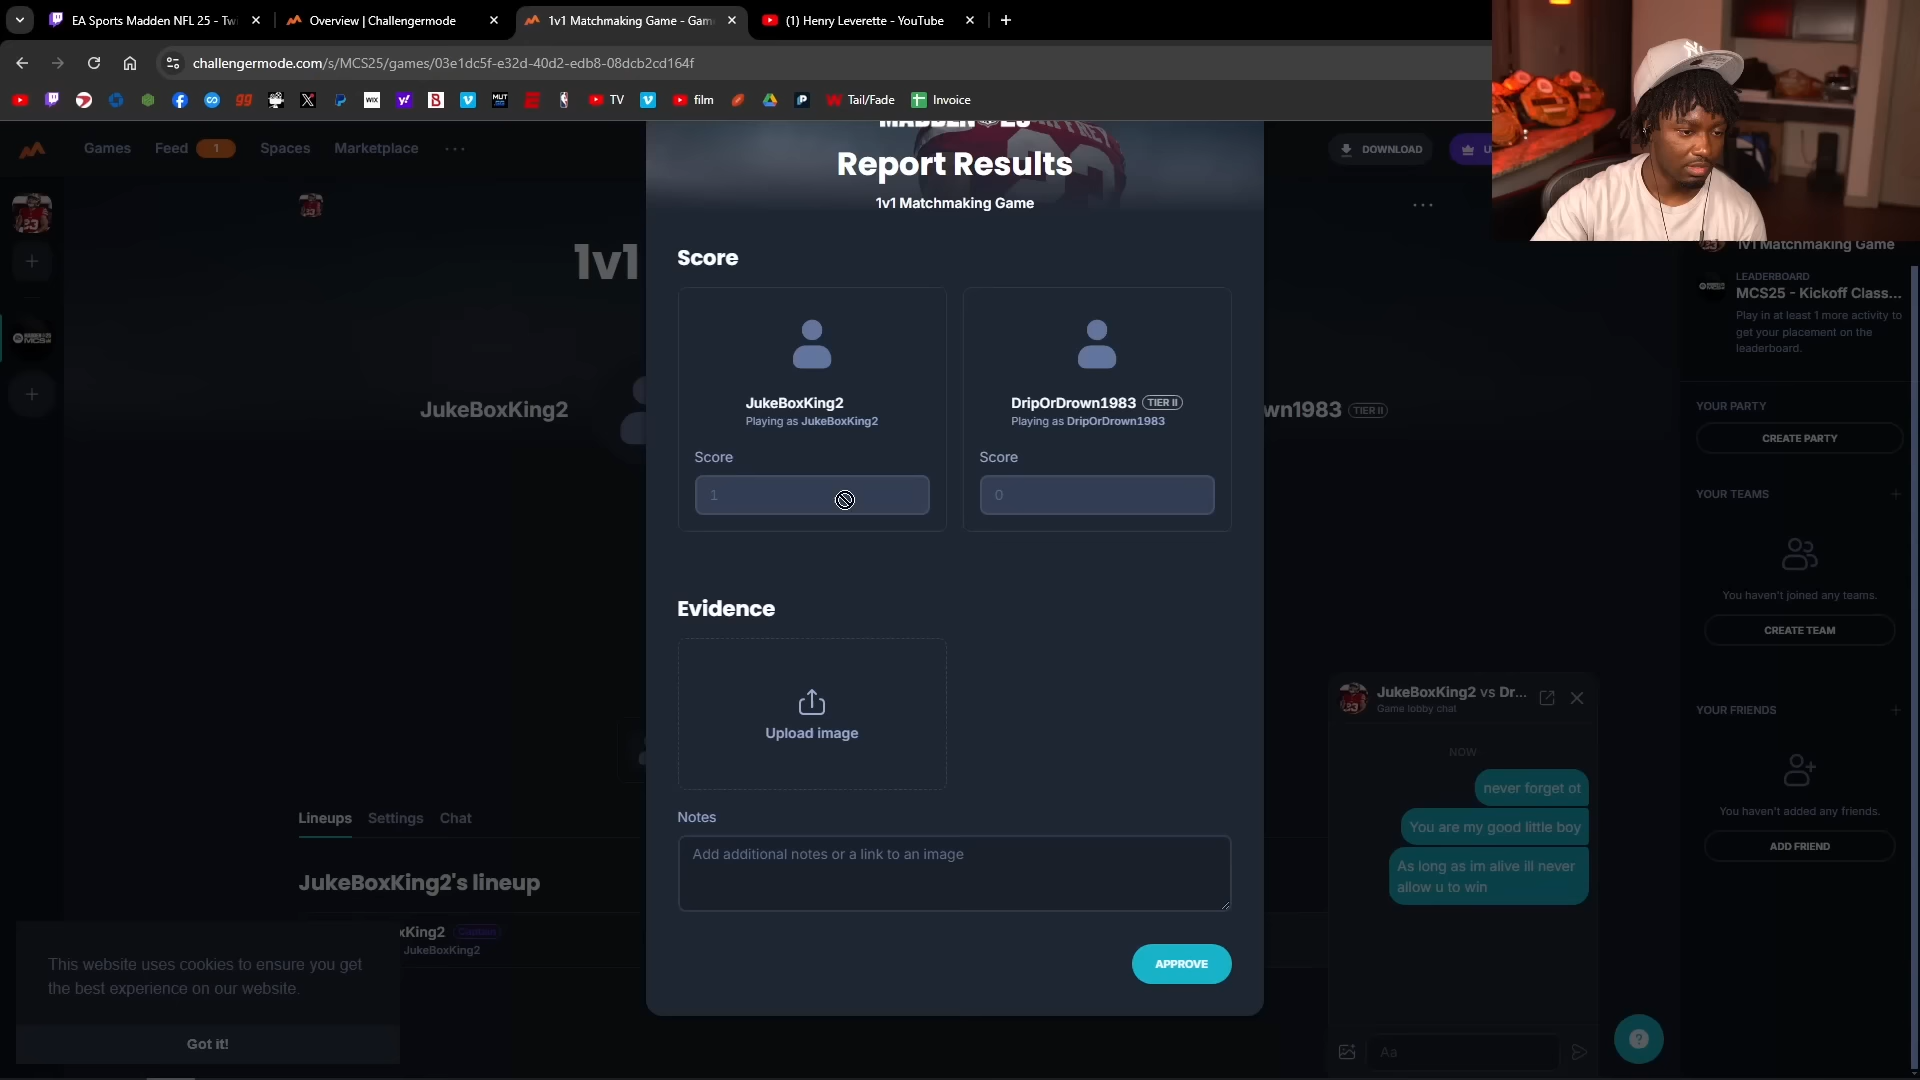 EA Sports Madden NFL 25 - Tw
Overview | Challengermode
1v1 Matchmaking Game - Gam
(1) Henry Leverette - YouTube
challengermode.com/s/MCS25/games/03e1dc5f-e32d-40d2-edb8-08dcb2cd164f
TV
film
Tail/Fade
Invoice
Games
Feed
1
Spaces
Marketplace
DOWNLOAD
MADDEN 25
Report Results
1v1 Matchmaking Game
1v1
JukeBoxKing2
wn1983
TIER II
Score
JukeBoxKing2
Playing as JukeBoxKing2
Score
1
DripOrDrown1983
TIER II
Playing as DripOrDrown1983
Score
0
Evidence
Upload image
Notes
Add additional notes or a link to an image
APPROVE
Lineups
Settings
Chat
JukeBoxKing2's lineup
xKing2
JukeBoxKing2
This website uses cookies to ensure you get
the best experience on our website.
Got it!
1v1 Matchmaking Game
LEADERBOARD
MCS25 - Kickoff Class...
Play in at least 1 more activity to
get your placement on the
leaderboard.
YOUR PARTY
CREATE PARTY
YOUR TEAMS
You haven't joined any teams.
CREATE TEAM
YOUR FRIENDS
You haven't added any friends.
ADD FRIEND
JukeBoxKing2 vs Dr...
Game lobby chat
NOW
never forget ot
You are my good little boy
As long as im alive ill never
allow u to win
Aa